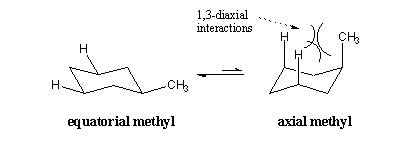 1,3-diaxial
interactions
H
H
CH3
H
H
CH3
equatorial methyl
axial methyl